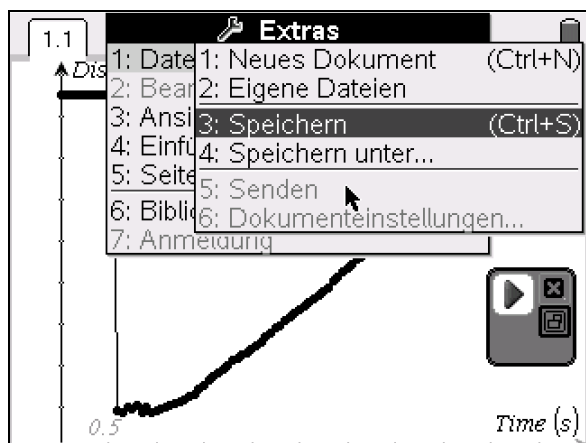 1.1
Extras
Dis
1: Date
2: Bear
3: Ansi
4: Einfü
5: Seite
6: Biblio
7: Anmeldung
1: Neues Dokument (Ctrl+N)
2: Eigene Dateien
3: Speichern (Ctrl+S)
4: Speichern unter...
5: Senden
6: Dokumenteinstellungen...
0.5
Time (s)